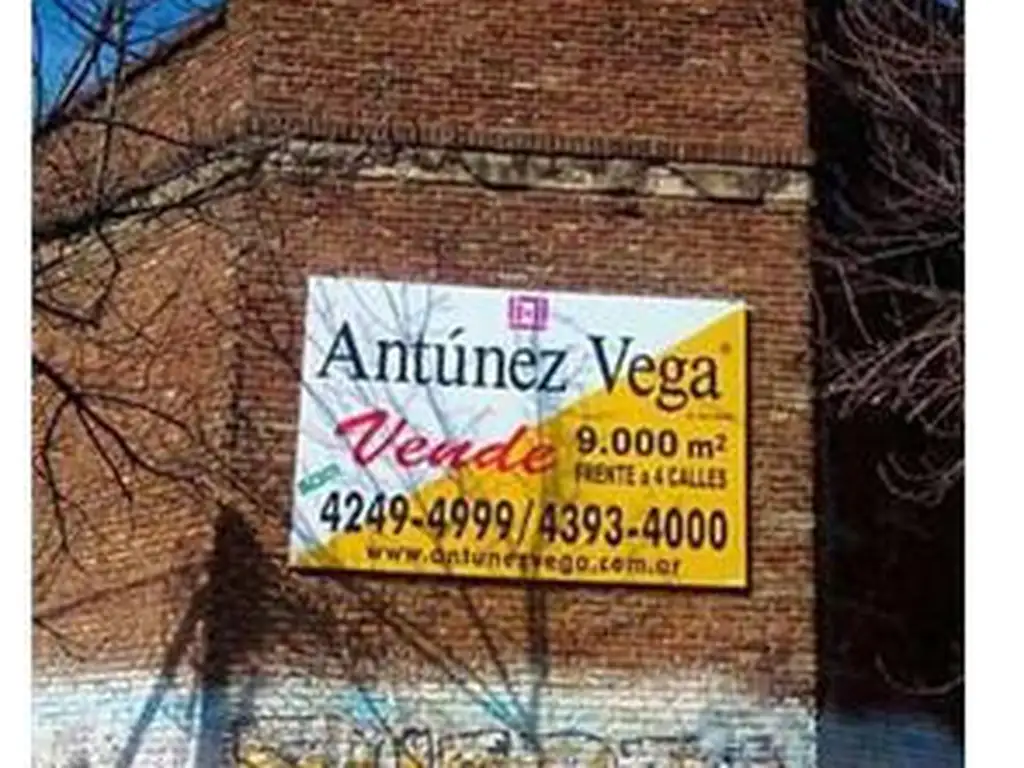 Antúnez Vega®
Vende
9.000 m²
FRENTE a 4 CALLES
4249-4999/4393-4000
www.antunezvega.com.ar